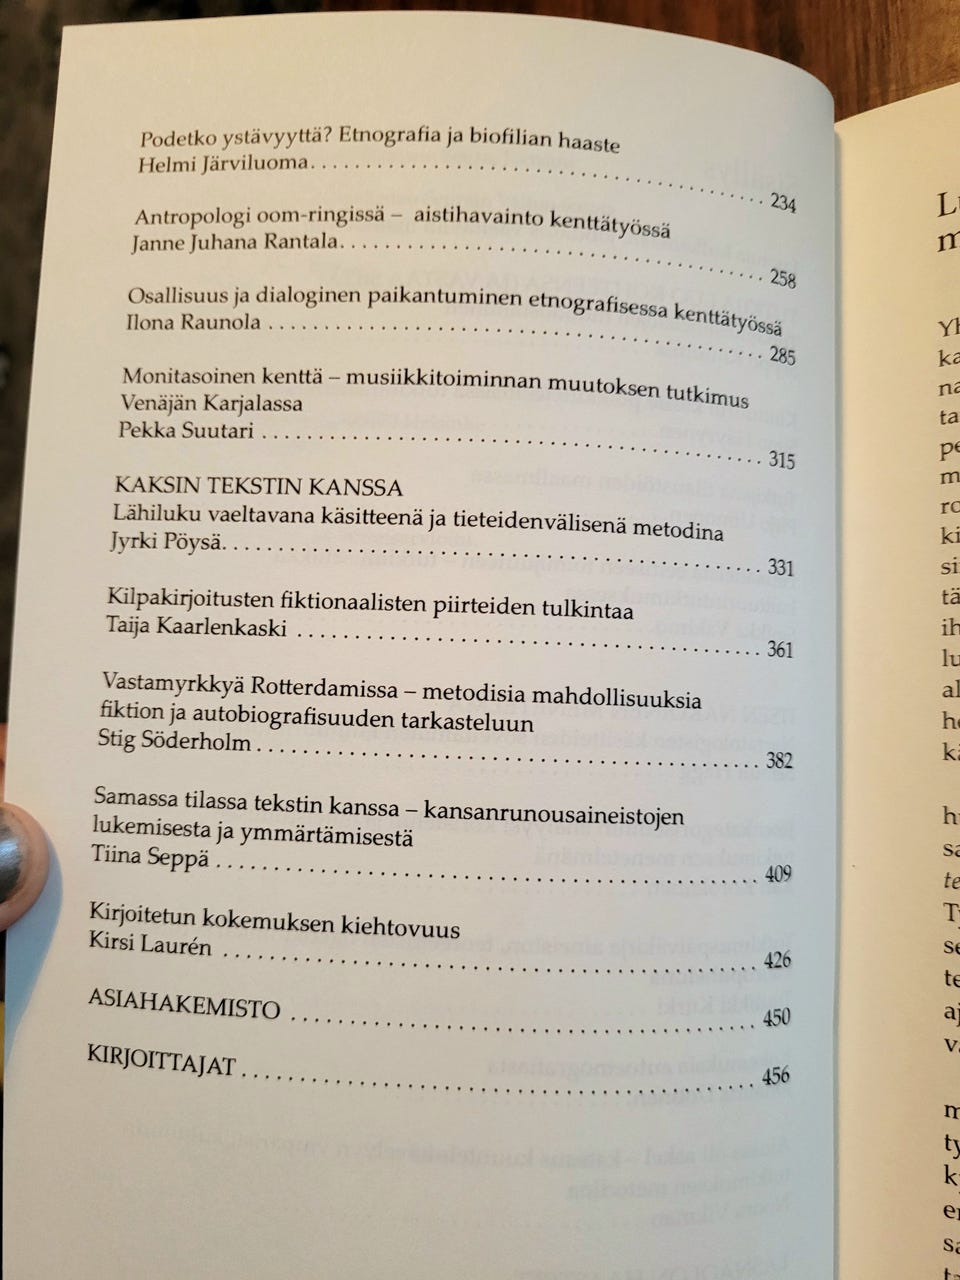 Podetko ystävyyttä? Etnografia ja biofilian haaste
Helmi Järviluoma. . . . . . . . . . . . . . . . . . . . . . . . . . . . . . . . . 234
Antropologi oom-ringissä – aistihavainto kenttätyössä
Janne Juhana Rantala. . . . . . . . . . . . . . . . . . . . . . . . . . . . . . 258
Osallisuus ja dialoginen paikantuminen etnografisessa kenttätyössä
Ilona Raunola . . . . . . . . . . . . . . . . . . . . . . . . . . . . . . . . . . . . 285
Monitasoinen kenttä – musiikkitoiminnan muutoksen tutkimus
Venäjän Karjalassa
Pekka Suutari . . . . . . . . . . . . . . . . . . . . . . . . . . . . . . . . . . . . 315
KAKSIN TEKSTIN KANSSA
Lähiluku vaeltavana käsitteenä ja tieteidenvälisenä metodina
Jyrki Pöysä. . . . . . . . . . . . . . . . . . . . . . . . . . . . . . . . . . . . . . . 331
Kilpakirjoitusten fiktionaalisten piirteiden tulkintaa
Taija Kaarlenkaski . . . . . . . . . . . . . . . . . . . . . . . . . . . . . . . . . 361
Vastamyrkkyä Rotterdamissa – metodisia mahdollisuuksia
fiktion ja autobiografisuuden tarkasteluun
Stig Söderholm . . . . . . . . . . . . . . . . . . . . . . . . . . . . . . . . . . . . 382
Samassa tilassa tekstin kanssa – kansanrunousaineistojen
lukemisesta ja ymmärtämisestä
Tiina Seppä . . . . . . . . . . . . . . . . . . . . . . . . . . . . . . . . . . . . . . . 409
Kirjoitetun kokemuksen kiehtovuus
Kirsi Laurén . . . . . . . . . . . . . . . . . . . . . . . . . . . . . . . . . . . . . . 426
ASIAHAKEMISTO . . . . . . . . . . . . . . . . . . . . . . . . . . . . . . . . . 450
KIRJOITTAJAT . . . . . . . . . . . . . . . . . . . . . . . . . . . . . . . . . . . . 456